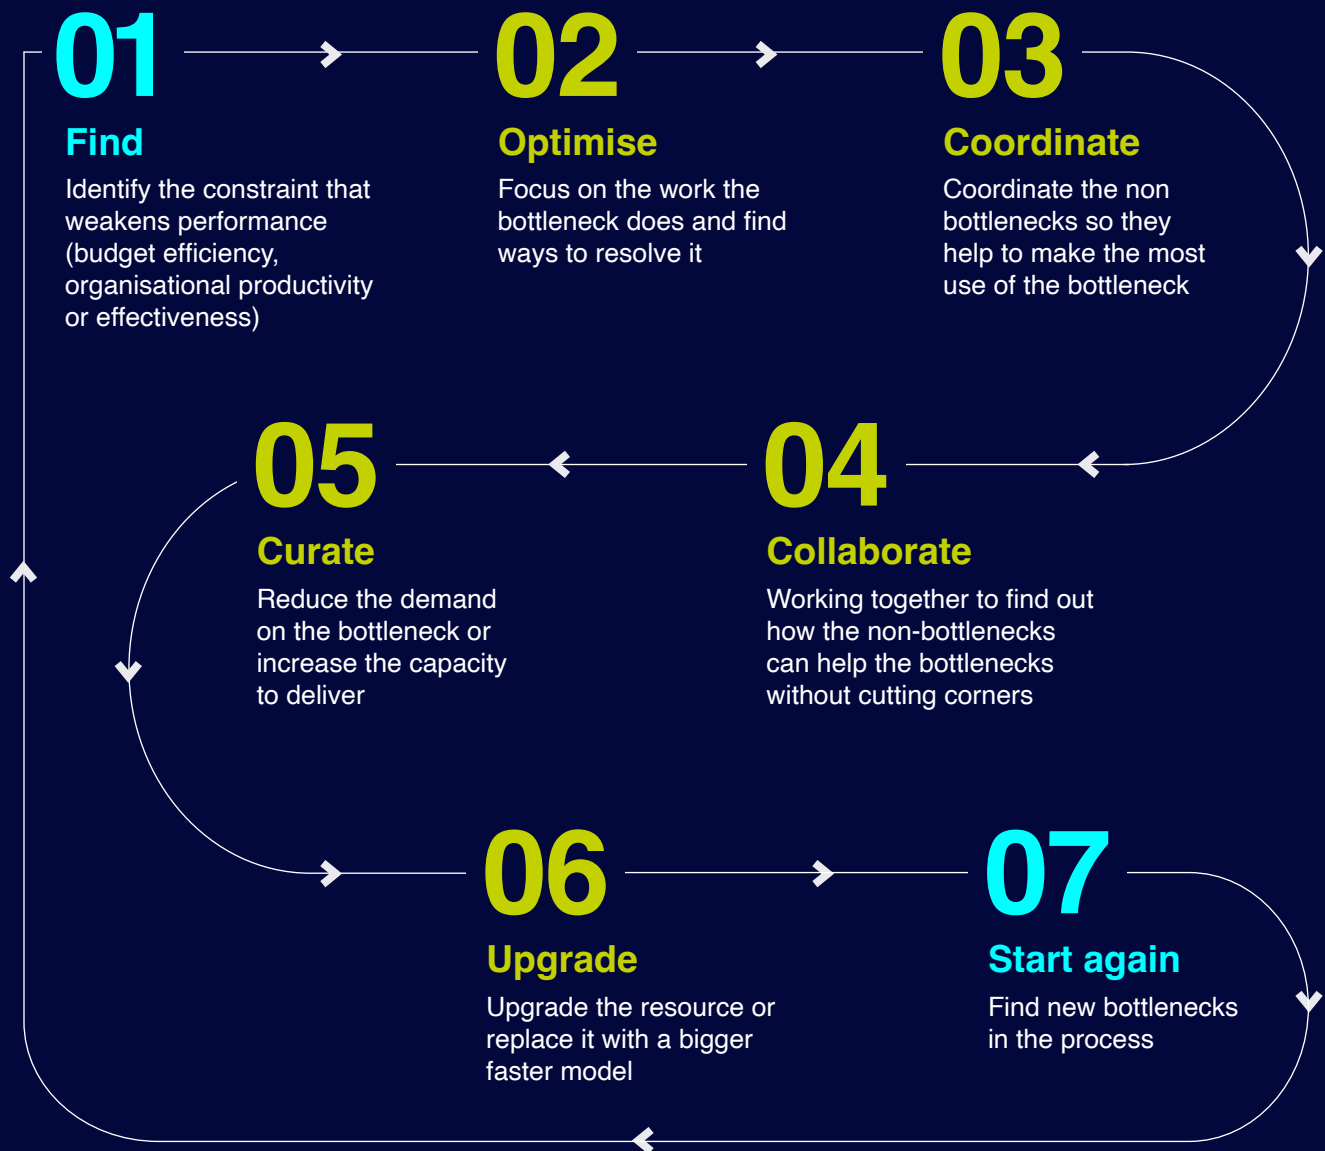 01
Find
Identify the constraint that
weakens performance
(budget efficiency,
organisational productivity
or effectiveness)
02
Optimise
Focus on the work the
bottleneck does and find
ways to resolve it
03
Coordinate
Coordinate the non
bottlenecks so they
help to make the most
use of the bottleneck
04
Collaborate
Working together to find out
how the non-bottlenecks
can help the bottlenecks
without cutting corners
05
Curate
Reduce the demand
on the bottleneck or
increase the capacity
to deliver
06
Upgrade
Upgrade the resource or
replace it with a bigger
faster model
07
Start again
Find new bottlenecks
in the process